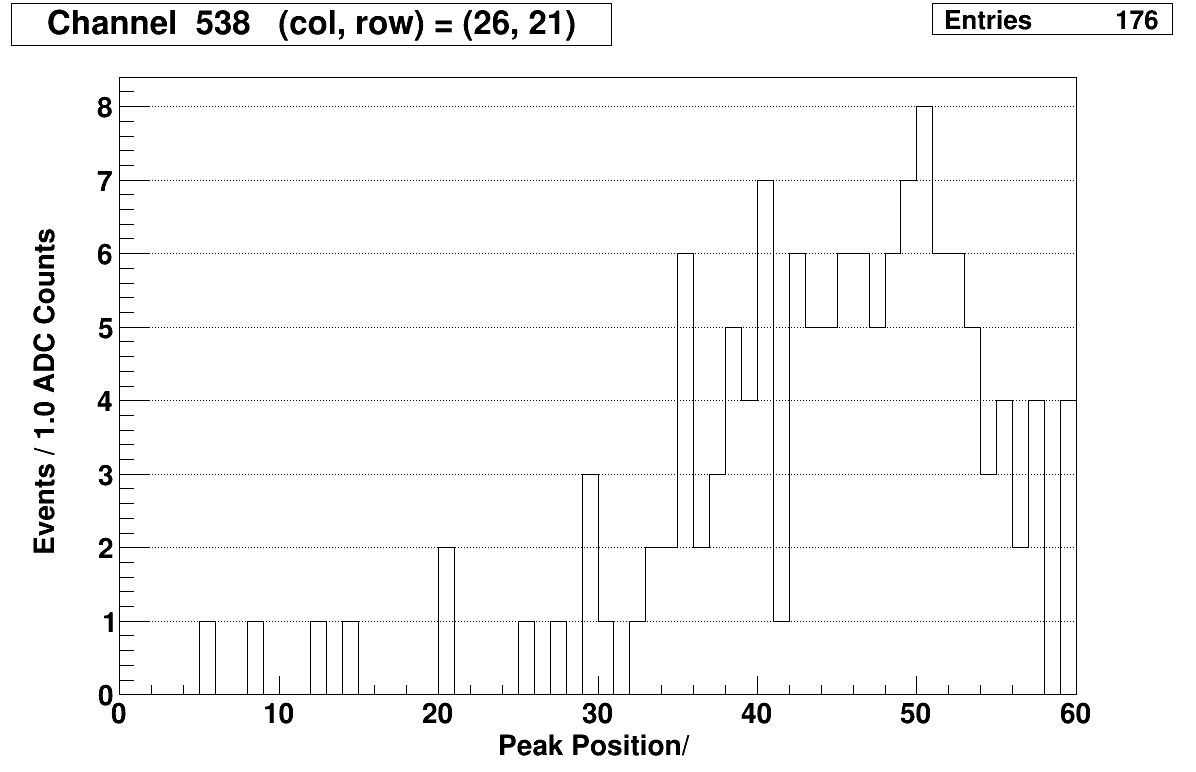 Channel 538 (col, row) = (26, 21)
Entries 176
8
7
6
5
4
3
2
1
0
Events / 1.0 ADC Counts
0 10 20 30 40 50 60
Peak Position/